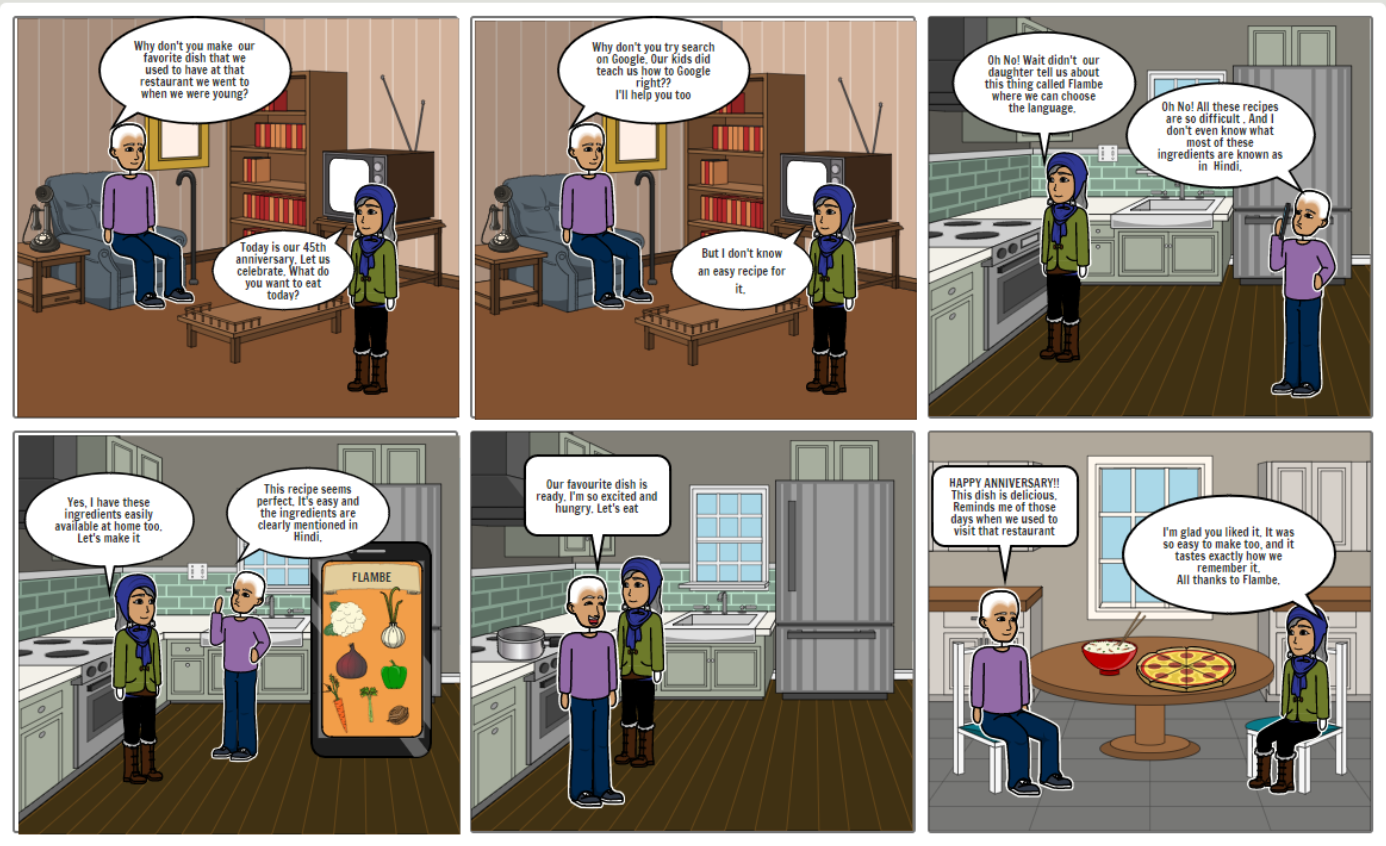 Why don't you make our
favorite dish that we
used to have at that
restaurant we went to
when we were young?
Today is our 45th
anniversary. Let us
celebrate. What do
you want to eat
today?
Why don't you try search
on Google. Our kids did
teach us how to Google
right??
I'll help you too
But I don't know
an easy recipe for
it.
Oh No! Wait didn't our
daughter tell us about
this thing called Flambe
where we can choose
the language.
Oh No! All these recipes
are so difficult . And I
don't even know what
most of these
ingredients are known as
in Hindi.
Yes, I have these
ingredients easily
available at home too.
Let's make it
This recipe seems
perfect. It's easy and
the ingredients are
clearly mentioned in
Hindi.
FLAMBE
Our favourite dish is
ready. I'm so excited and
hungry. Let's eat
HAPPY ANNIVERSARY!!
This dish is delicious.
Reminds me of those
days when we used to
visit that restaurant
I'm glad you liked it. It was
so easy to make too, and it
tastes exactly how we
remember it.
All thanks to Flambe.